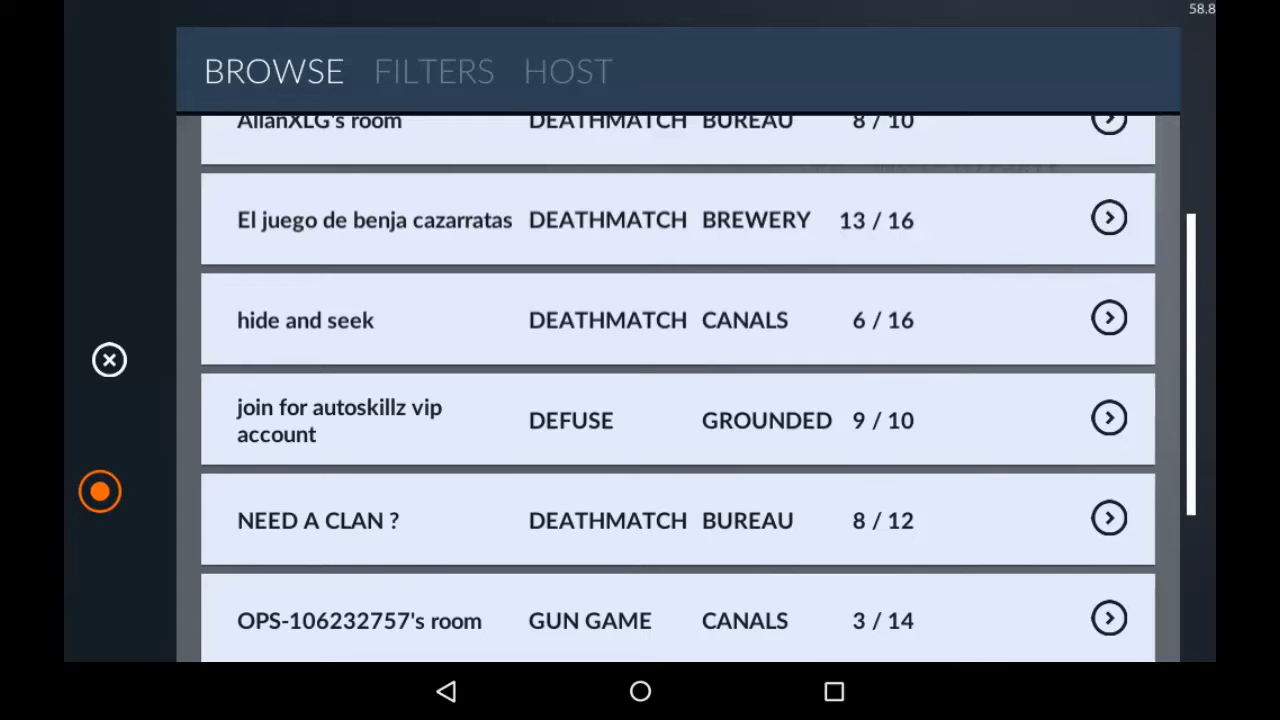 58.8
BROWSE FILTERS HOST
AllanXLG's room DEATHMATCH BUREAU 8 / 10
El juego de benja cazarratas DEATHMATCH BREWERY 13 / 16
hide and seek DEATHMATCH CANALS 6 / 16
join for autoskillz vip
account DEFUSE GROUNDED 9 / 10
NEED A CLAN ? DEATHMATCH BUREAU 8 / 12
OPS-106232757's room GUN GAME CANALS 3 / 14